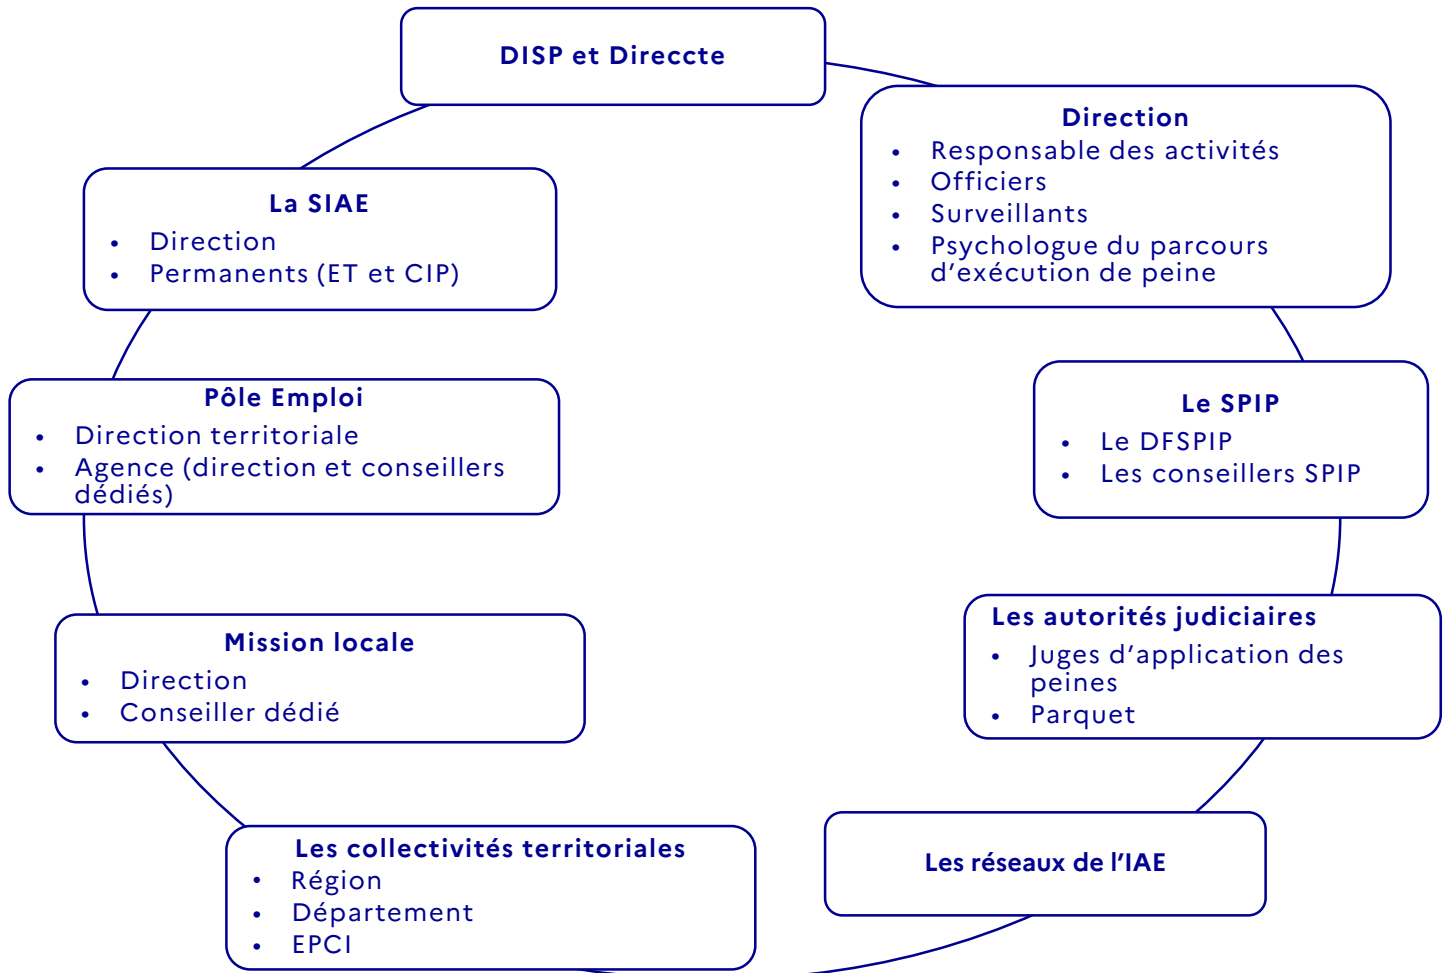 DISP et Direccte
Direction
• Responsable des activités
• Officiers
• Surveillants
• Psychologue du parcours
d'exécution de peine
La SIAE
• Direction
• Permanents (ET et CIP)
Pôle Emploi
• Direction territoriale
• Agence (direction et conseillers
dédiés)
Le SPIP
• Le DFSPIP
• Les conseillers SPIP
Mission locale
• Direction
• Conseiller dédié
Les autorités judiciaires
• Juges d’application des
peines
• Parquet
Les collectivités territoriales
• Région
• Département
• EPCI
Les réseaux de l’IAE